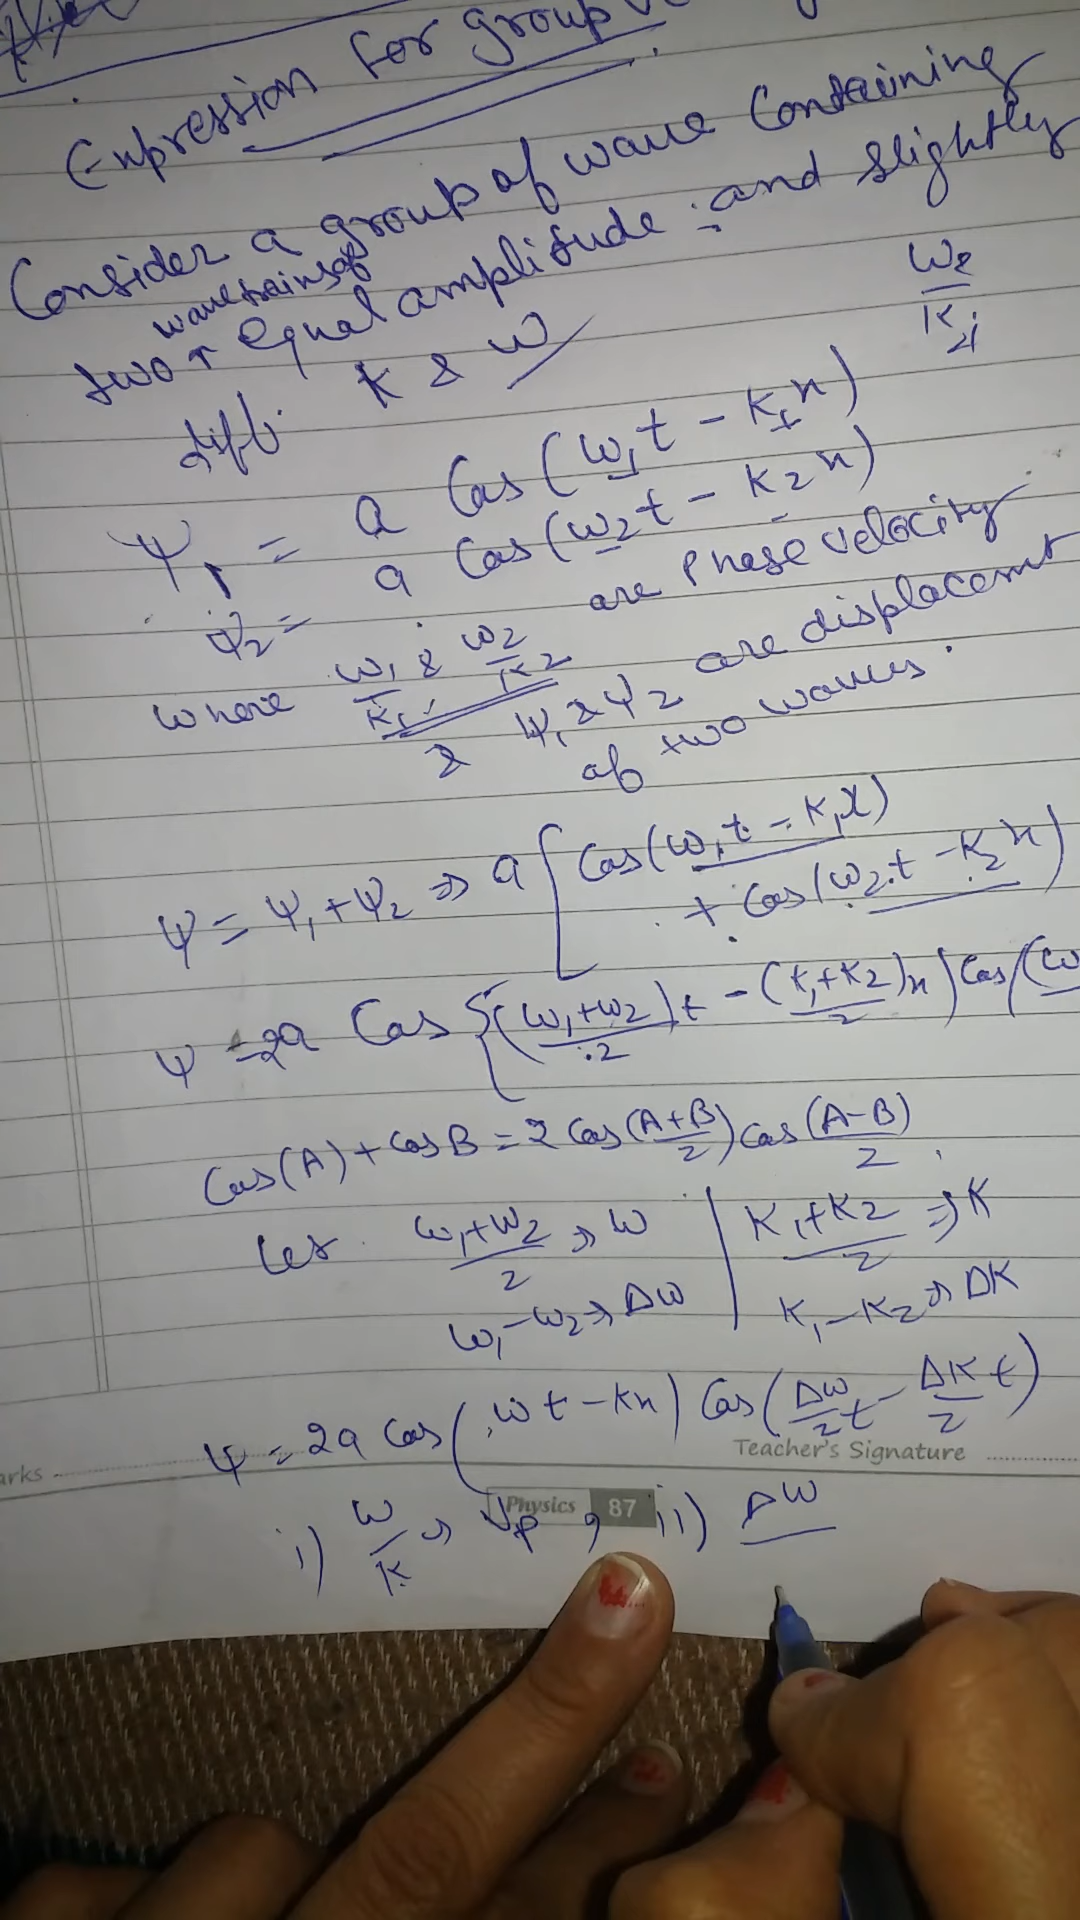 Expression for group
Consider a group of wave Containing
wavetrains of
two ↑ equal amplitude and slightly
diff. K & W
W2
K2
Ψ1 = a Cos (ω1t - K1x)
Ψ2 = a Cos (ω2t - K2x)
where ω1/K1 & ω2/K2 are Phase velocity
& Ψ1 & Ψ2 are displacement
of two waves.
Ψ = Ψ1 + Ψ2 ⇒ a [ Cos(ω1t - K1x)
+ Cos(ω2t - K2x)
Ψ = 2a Cos {(ω1+ω2)/2 t - (K1+K2)/2 x) Cos (ω
Cos(A) + Cos B = 2 Cos (A+B)/2) Cos (A-B)/2)
Let ω1+ω2/2 ⇒ ω | K1+K2/2 ⇒ K
ω1-ω2 ⇒ Δω | K1-K2 ⇒ ΔK
Ψ = 2a Cos (ωt - Kx) Cos (Δω/2 t - ΔK/2 t)
Teacher's Signature
arks
i) ω/K ⇒ Vp , ii) Δω
Physics 87